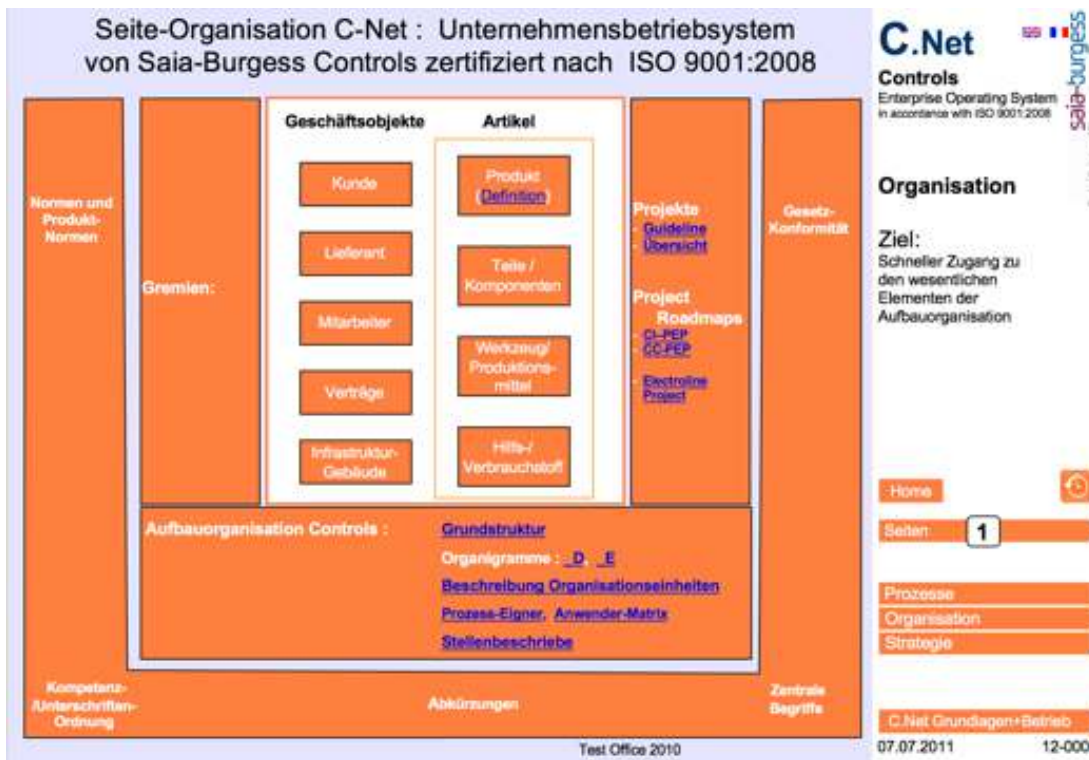 Seite-Organisation C-Net : Unternehmensbetriebsystem
von Saia-Burgess Controls zertifiziert nach ISO 9001:2008
Normen und
Produkt-
Normen
Gremien:
Geschäftsobjekte
Kunde
Lieferant
Mitarbeiter
Verträge
Infrastruktur-
Gebäude
Artikel
Produkt
(Definition)
Teile /
Komponenten
Werkzeug/
Produktions-
mittel
Hilfs-/
Verbrauchstoff
Projekte
- Guideline
- Übersicht
Project
Roadmaps
- CI-PEP
- CC-PEP
- Electroline
Project
Gesetz-
Konformität
Aufbauorganisation Controls :
Grundstruktur
Organigramme : _D, _E
Beschreibung Organisationseinheiten
Prozess-Eigner, Anwender-Matrix
Stellenbeschriebe
Kompetenz-
/Unterschriften-
Ordnung
Abkürzungen
Zentrale
Begriffe
Test Office 2010
C.Net
saia-burgess
Controls
Enterprise Operating System
in accordance with ISO 9001:2008
Organisation
Ziel:
Schneller Zugang zu
den wesentlichen
Elementen der
Aufbauorganisation
Home
Seiten 1
Prozesse
Organisation
Strategie
C.Net Grundlagen+Betrieb
07.07.2011 12-000